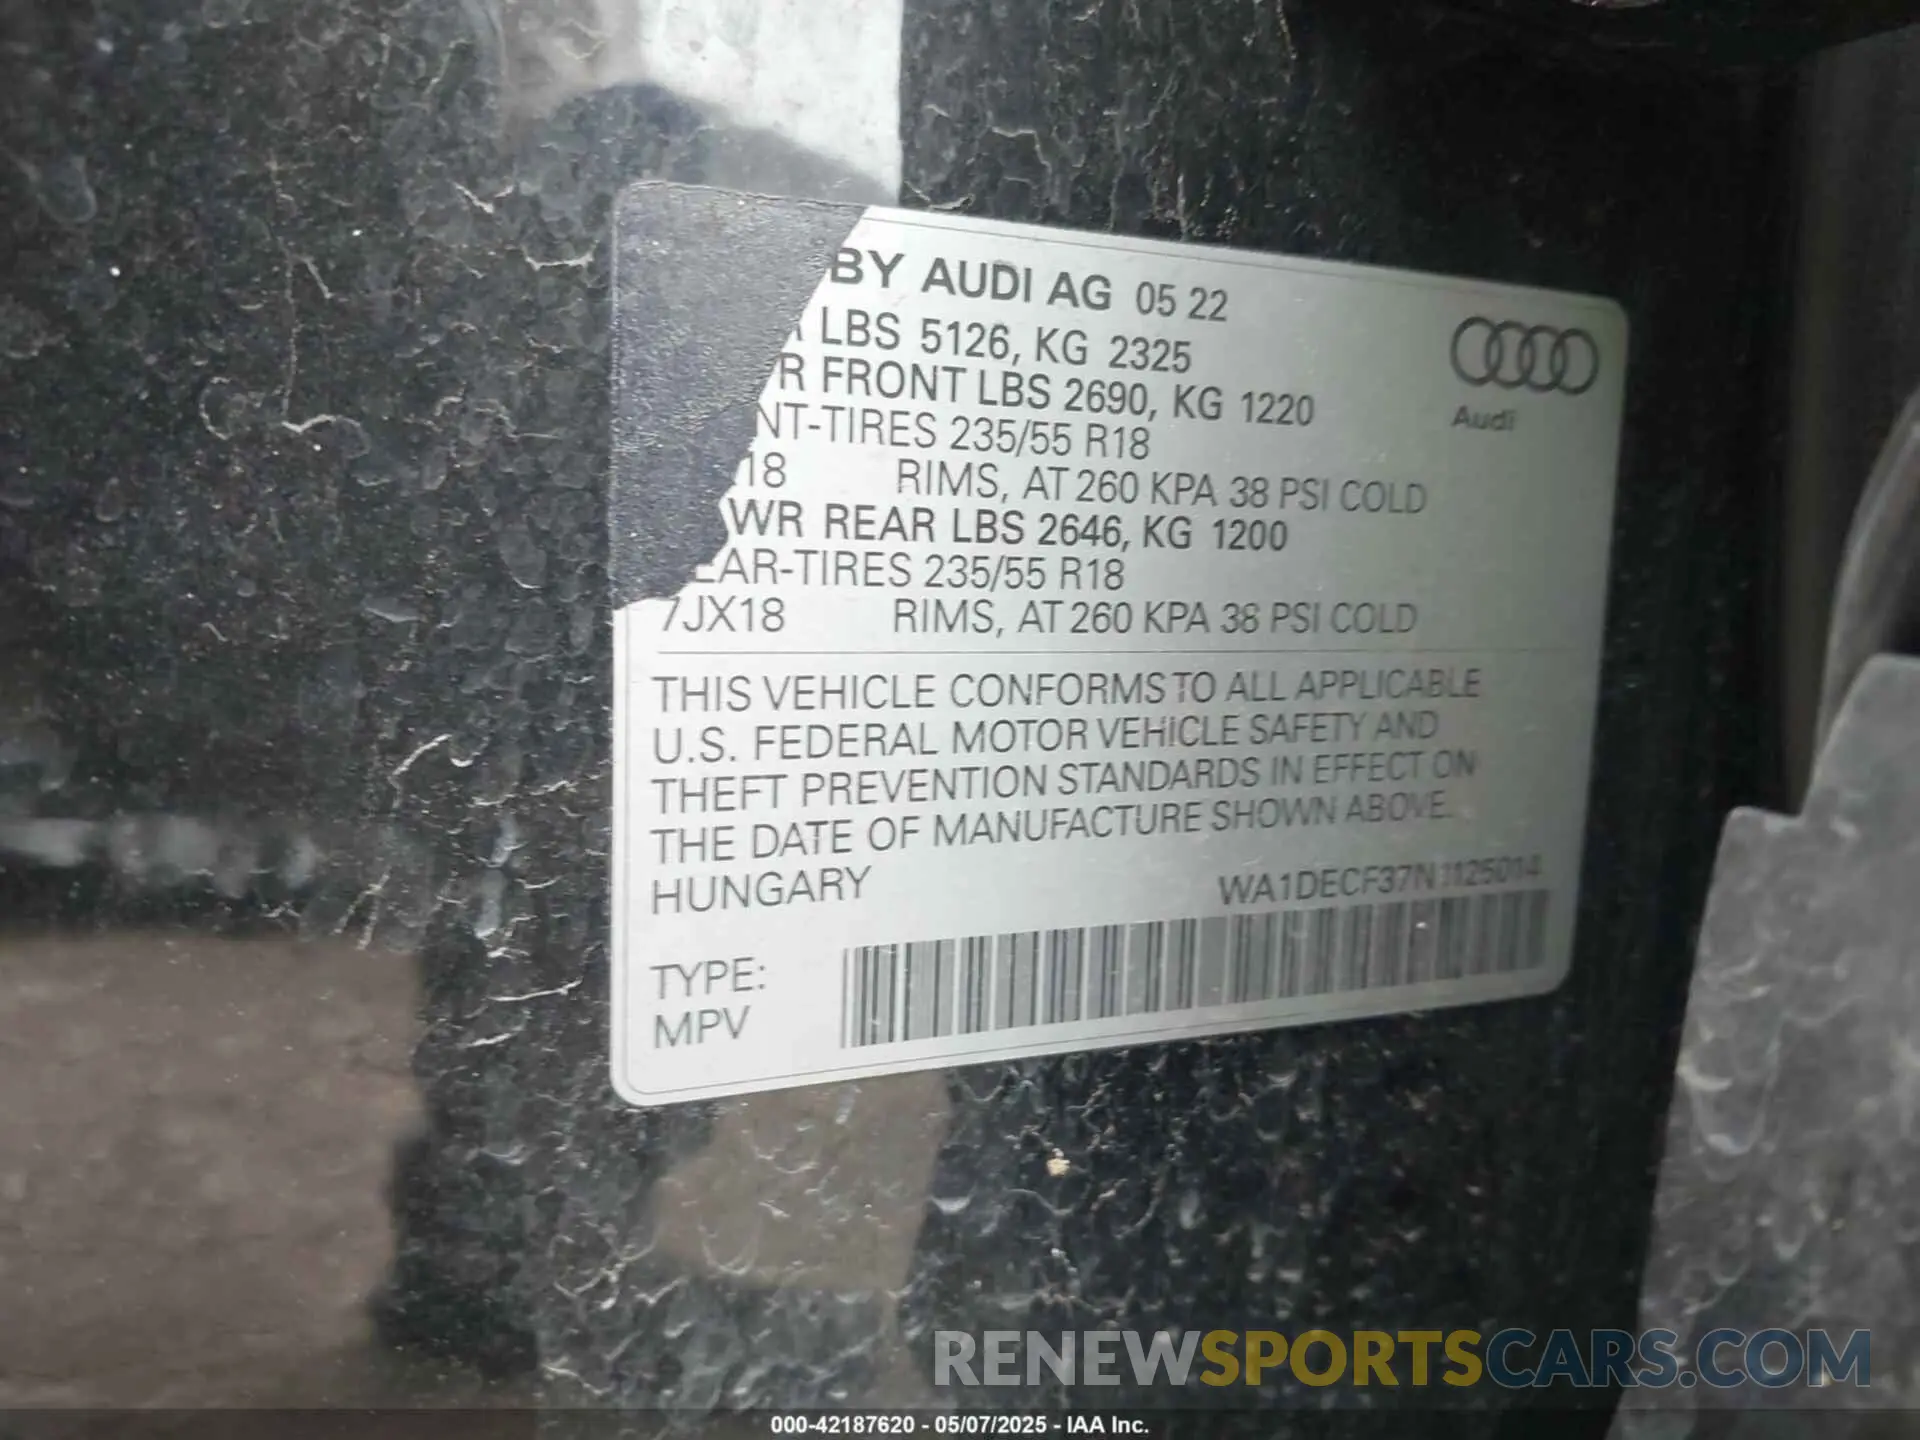 BY AUDI AG 05 22
LBS 5126, KG 2325
R FRONT LBS 2690, KG 1220
NT-TIRES 235/55 R18
18 RIMS, AT 260 KPA 38 PSI COLD
WR REAR LBS 2646, KG 1200
EAR-TIRES 235/55 R18
7JX18 RIMS, AT 260 KPA 38 PSI COLD
Audi
THIS VEHICLE CONFORMS TO ALL APPLICABLE
U.S. FEDERAL MOTOR VEHICLE SAFETY AND
THEFT PREVENTION STANDARDS IN EFFECT ON
THE DATE OF MANUFACTURE SHOWN ABOVE.
HUNGARY WA1DECF37N1125014
TYPE:
MPV
RENEWSPORTSCARS.COM
000-42187620 - 05/07/2025 - IAA Inc.